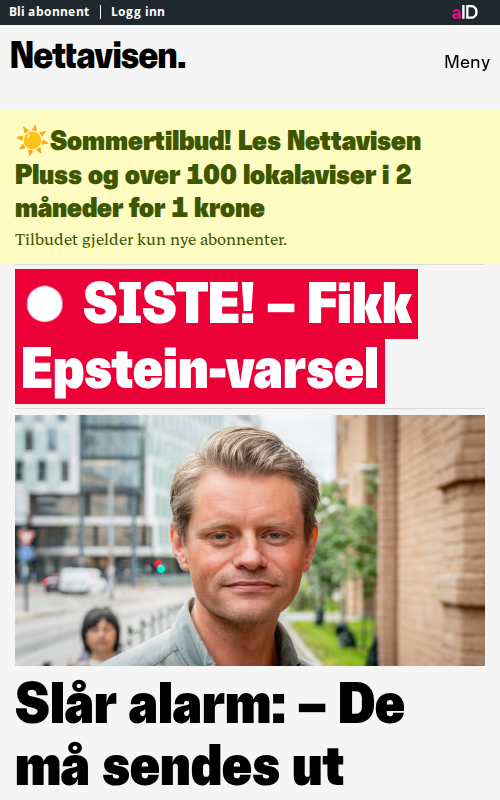 Bli abonnent
Logg inn
aID
Nettavisen.
Meny
☀️Sommertilbud! Les Nettavisen
Pluss og over 100 lokalaviser i 2
måneder for 1 krone
Tilbudet gjelder kun nye abonnenter.
SISTE! – Fikk
Epstein-varsel
Slår alarm: – De
må sendes ut